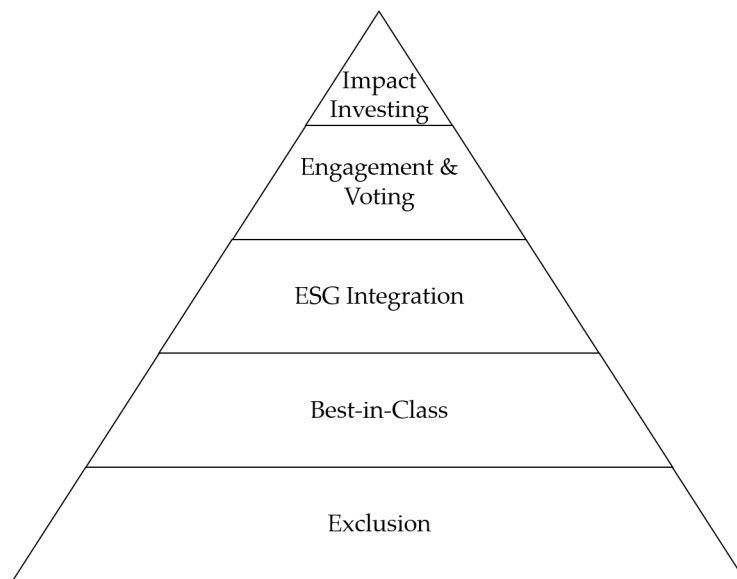 Impact
Investing
Engagement &
Voting
ESG Integration
Best-in-Class
Exclusion